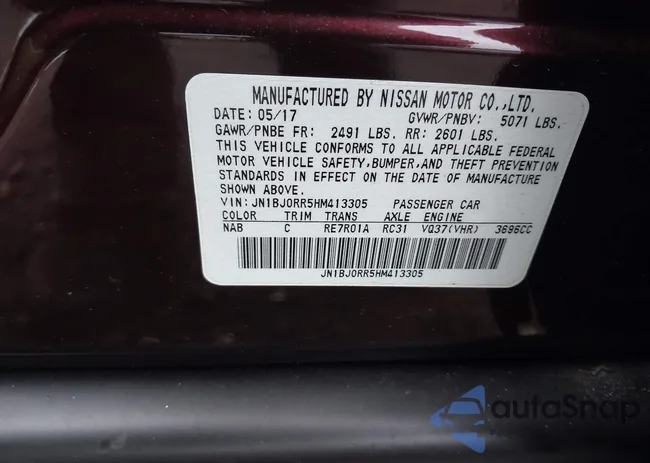 MANUFACTURED BY NISSAN MOTOR CO.,LTD.
DATE: 05/17 GVWR/PNBV: 5071 LBS.
GAWR/PNBE FR: 2491 LBS. RR: 2601 LBS.
THIS VEHICLE CONFORMS TO ALL APPLICABLE FEDERAL
MOTOR VEHICLE SAFETY,BUMPER,AND THEFT PREVENTION
STANDARDS IN EFFECT ON THE DATE OF MANUFACTURE
SHOWN ABOVE.
VIN: JN1BJ0RR5HM413305 PASSENGER CAR
COLOR TRIM TRANS AXLE ENGINE
NAB C RE7R01A RC31 VQ37(VHR) 3696CC
JN1BJ0RR5HM413305
autoSnap